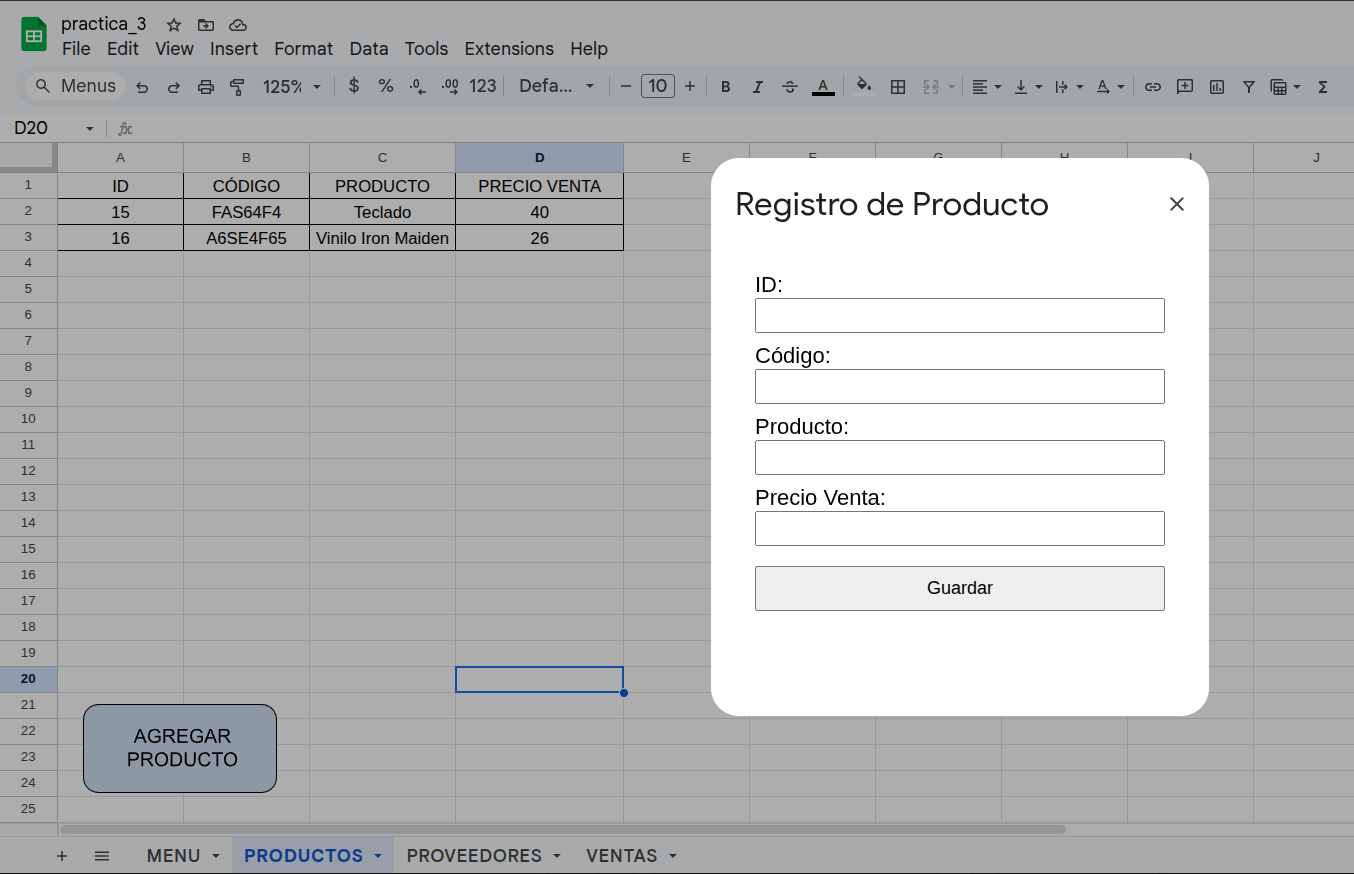 practica_3
File Edit View Insert Format Data Tools Extensions Help
Menus 125% $ % .0 .00 123 Defa... − 10 + B I A Σ
D20 fx
A B C D E F G H I J
1 ID CÓDIGO PRODUCTO PRECIO VENTA
2 15 FAS64F4 Teclado 40
3 16 A6SE4F65 Vinilo Iron Maiden 26
4
5
6
7
8
9
10
11
12
13
14
15
16
17
18
19
20
21
22
23
24
25
AGREGAR
PRODUCTO
Registro de Producto
ID:
Código:
Producto:
Precio Venta:
Guardar
MENU PRODUCTOS PROVEEDORES VENTAS